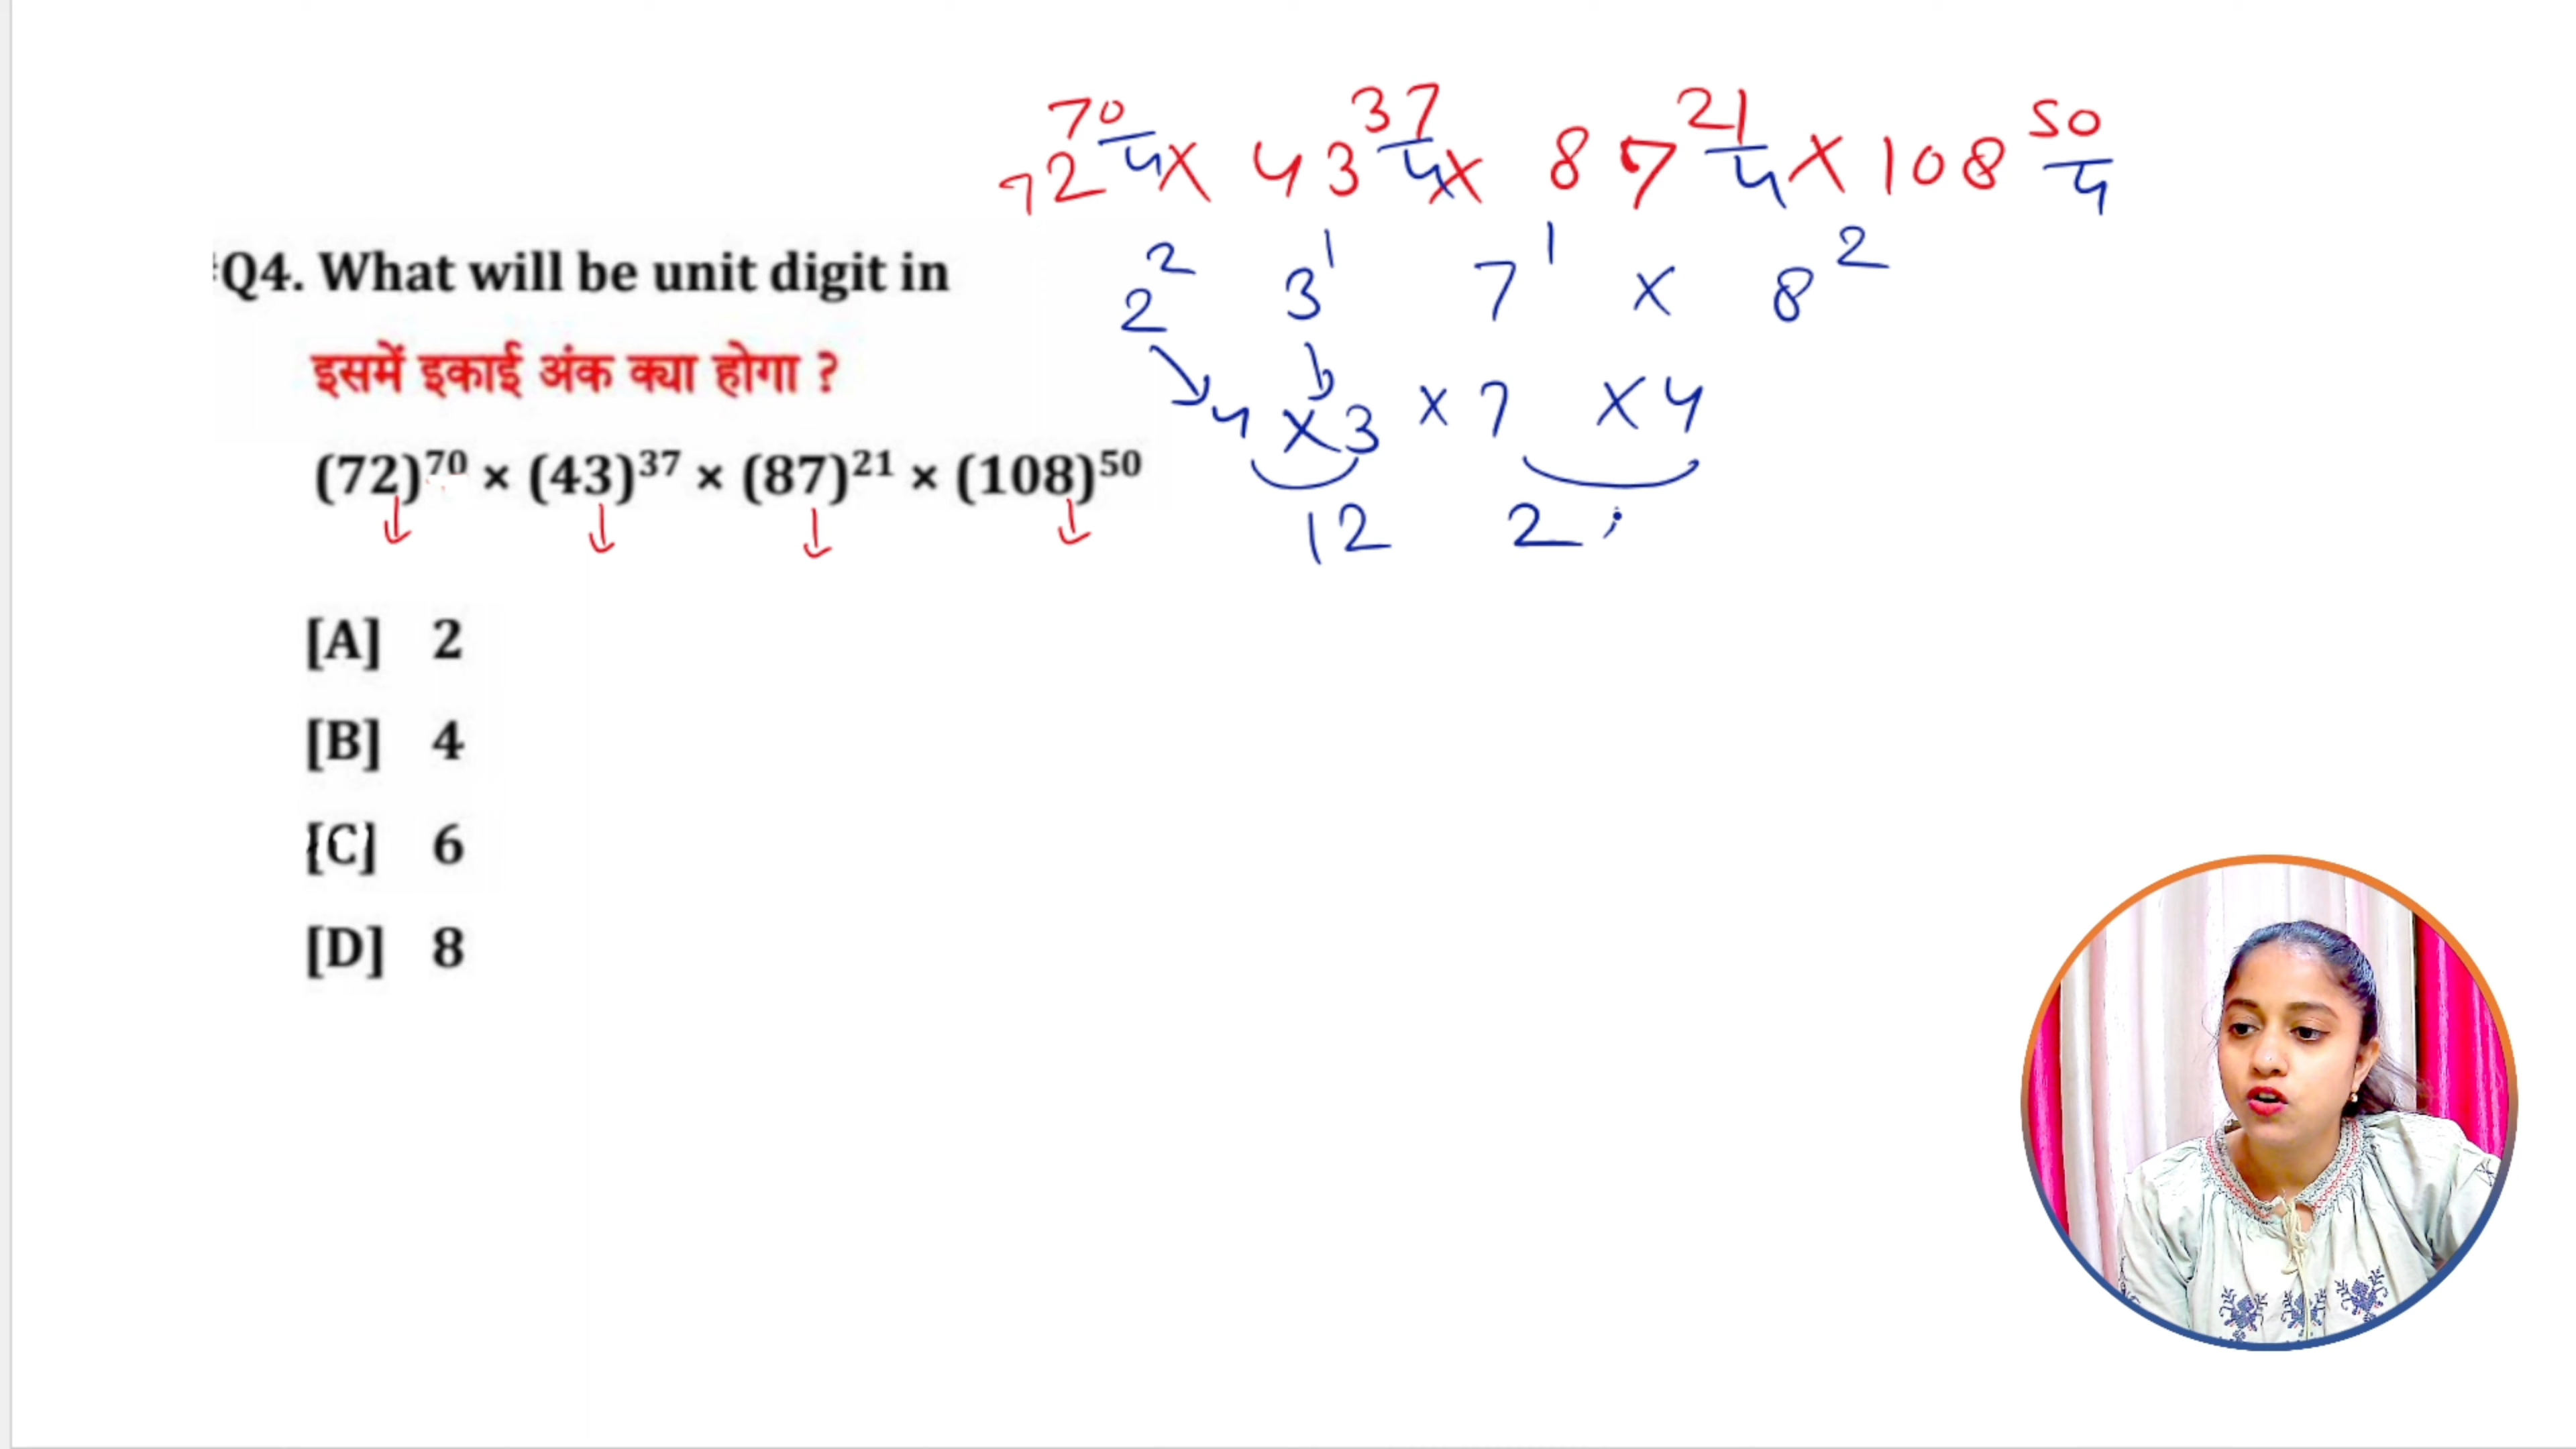 72^70/4 × 43^37/4 × 87^21/4 × 108^50/4
2^2 3^1 7^1 × 8^2
4 × 3 × 7 × 4
12 2
Q4. What will be unit digit in
इसमें इकाई अंक क्या होगा ?
(72)^70 × (43)^37 × (87)^21 × (108)^50
[A] 2
[B] 4
[C] 6
[D] 8